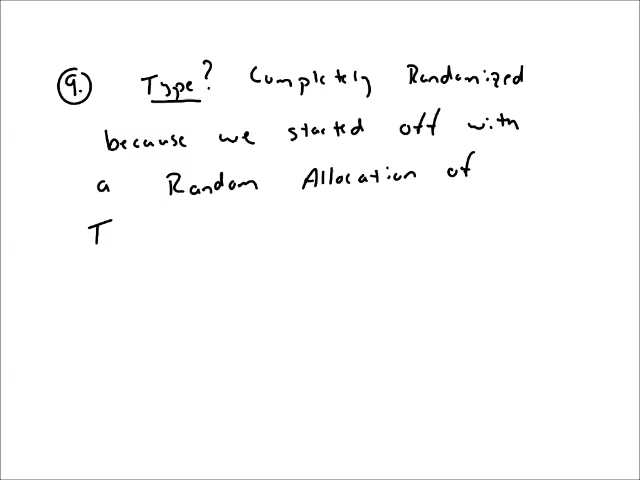 9. Type? Completely Randomized
because we started off with
a Random Allocation of
T